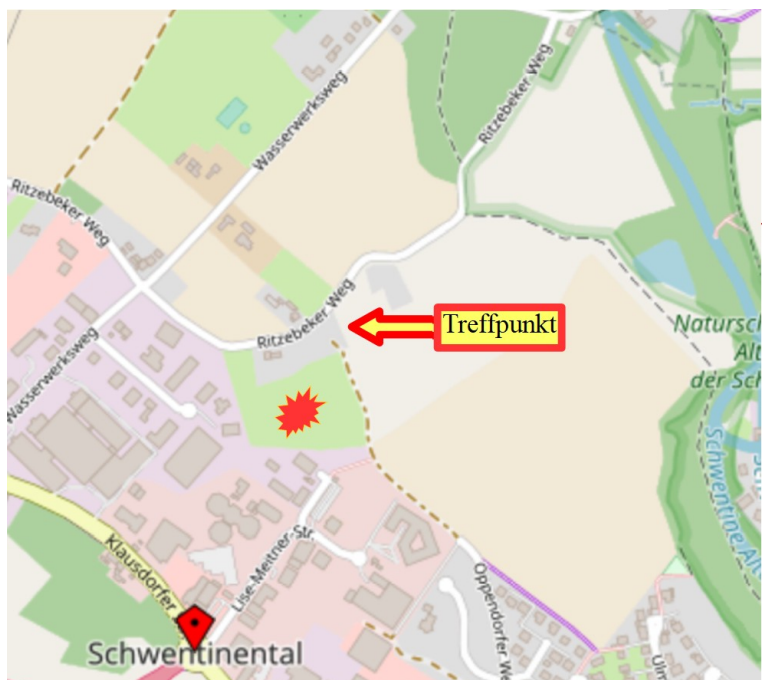 Wasserwerksweg
Ritzebeker Weg
Ritzebeker Weg
Ritzebeker Weg
Treffpunkt
Natursch
Alt
der Sch
Wasserwerksweg
Schwentine Alt
Klausdorfer
Lise-Meitner-Str.
Oppendorfer We
Ulm
Schwentinental